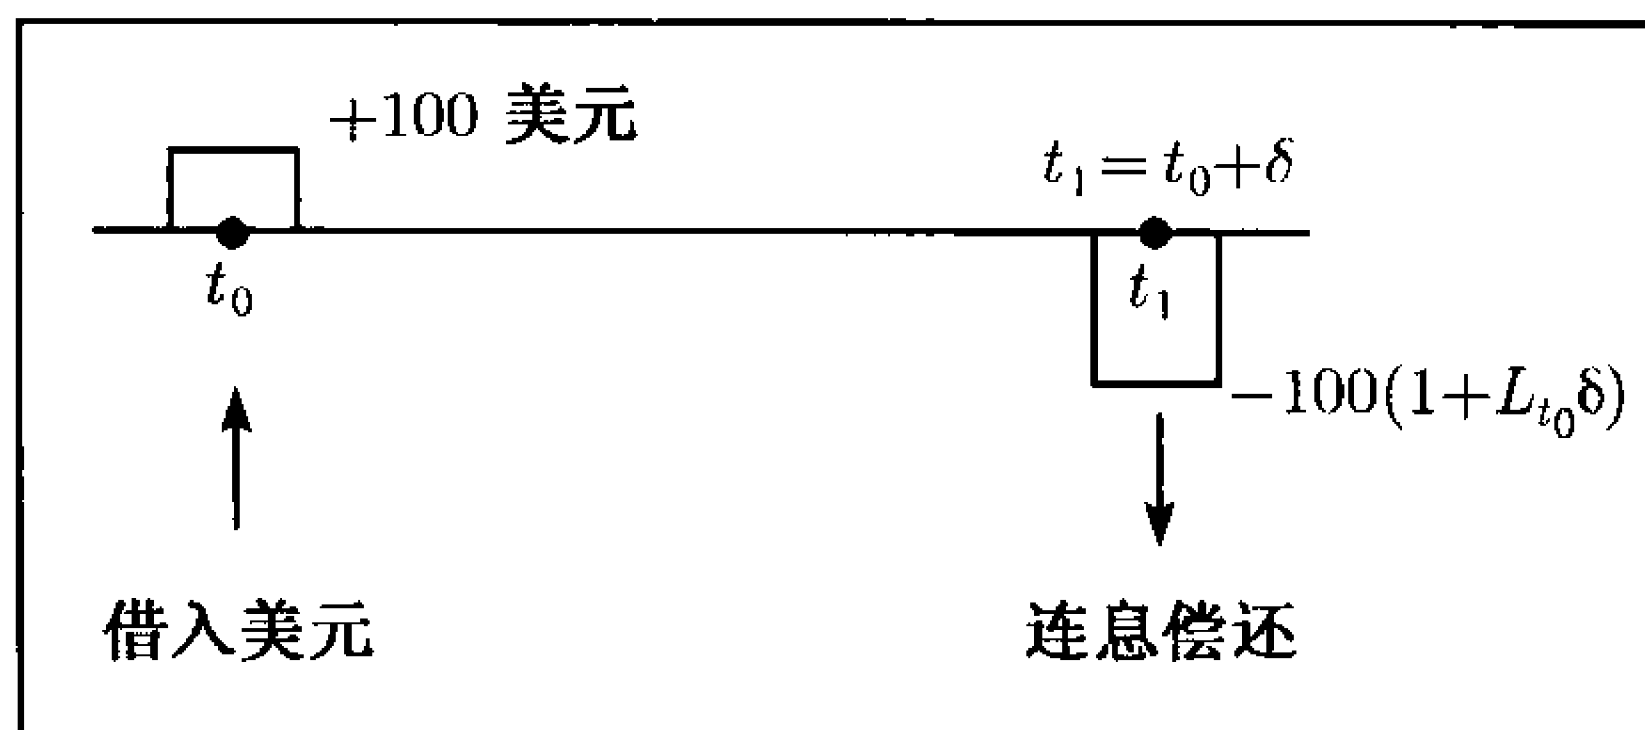 +100 美元
t₁ = t₀+δ
t₀
t₁
−100(1+L_{t₀}δ)
借入美元
连息偿还